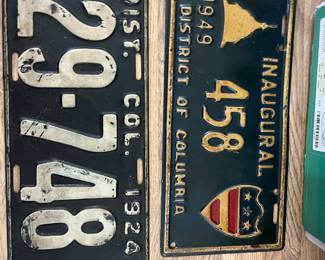 DIST. COL. 1924
29-748
INAUGURAL
1949 458
DISTRICT OF COLUMBIA